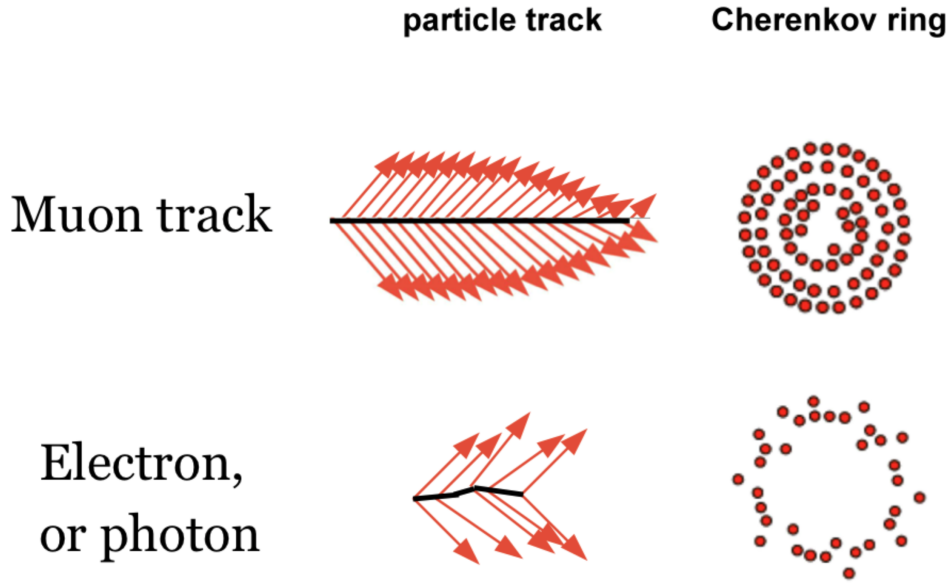 particle track
Cherenkov ring
Muon track
Electron,
or photon